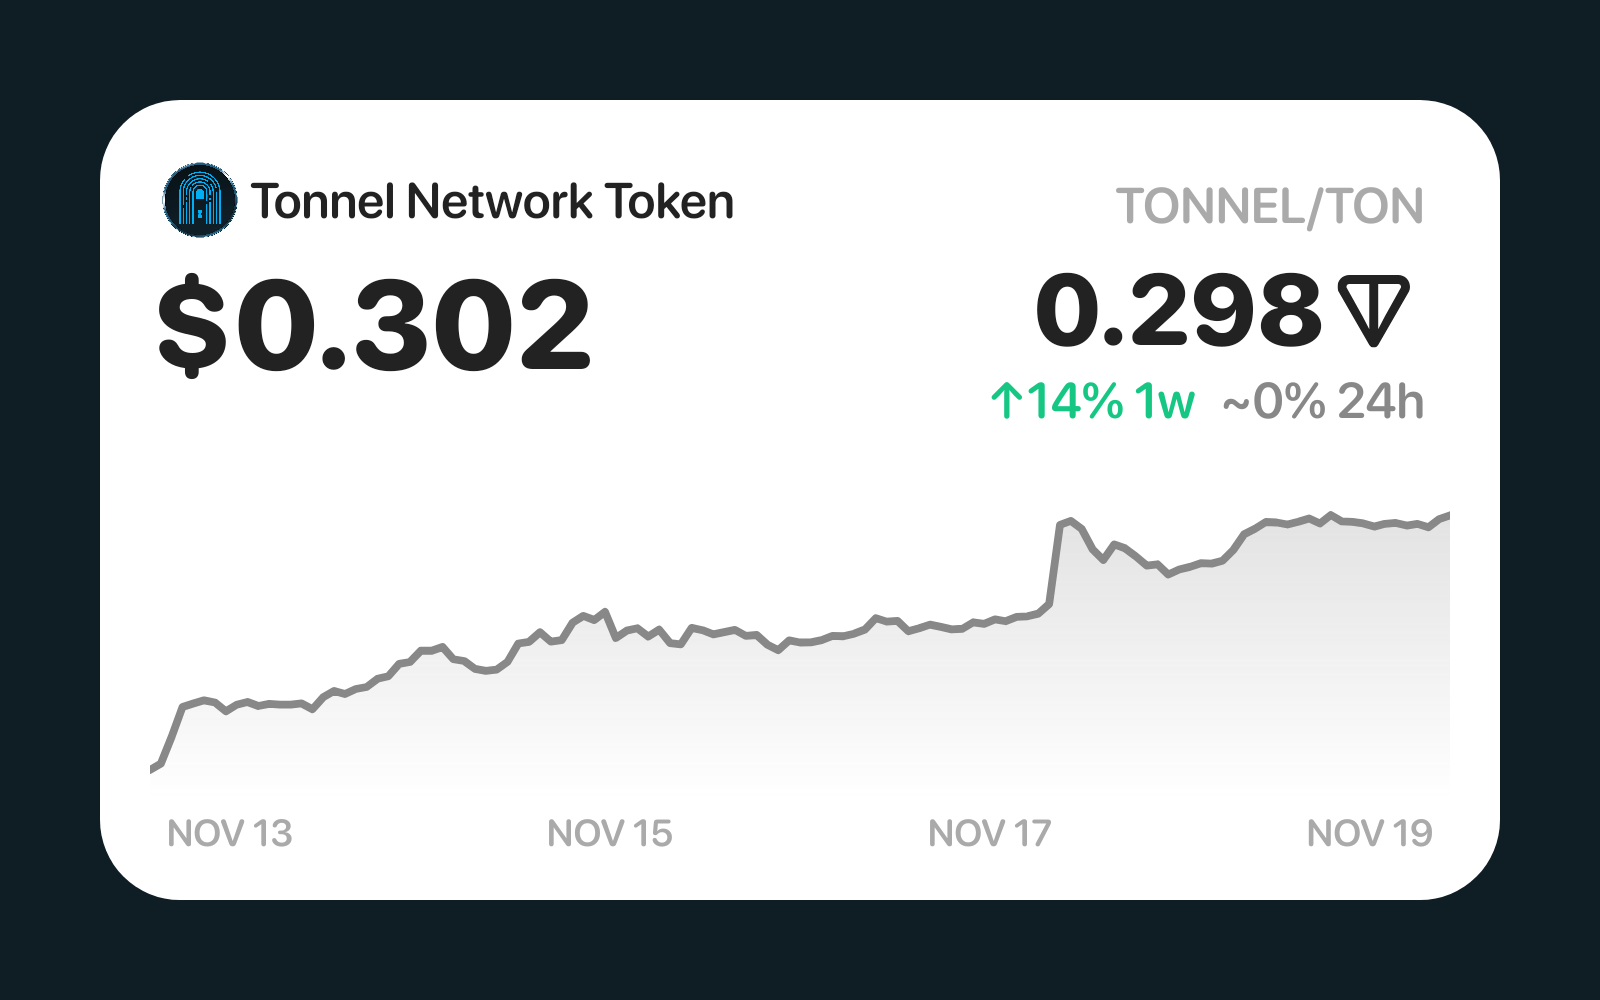 Tonnel Network Token
TONNEL/TON
$0.302
0.298
↑14% 1w ~0% 24h
NOV 13
NOV 15
NOV 17
NOV 19